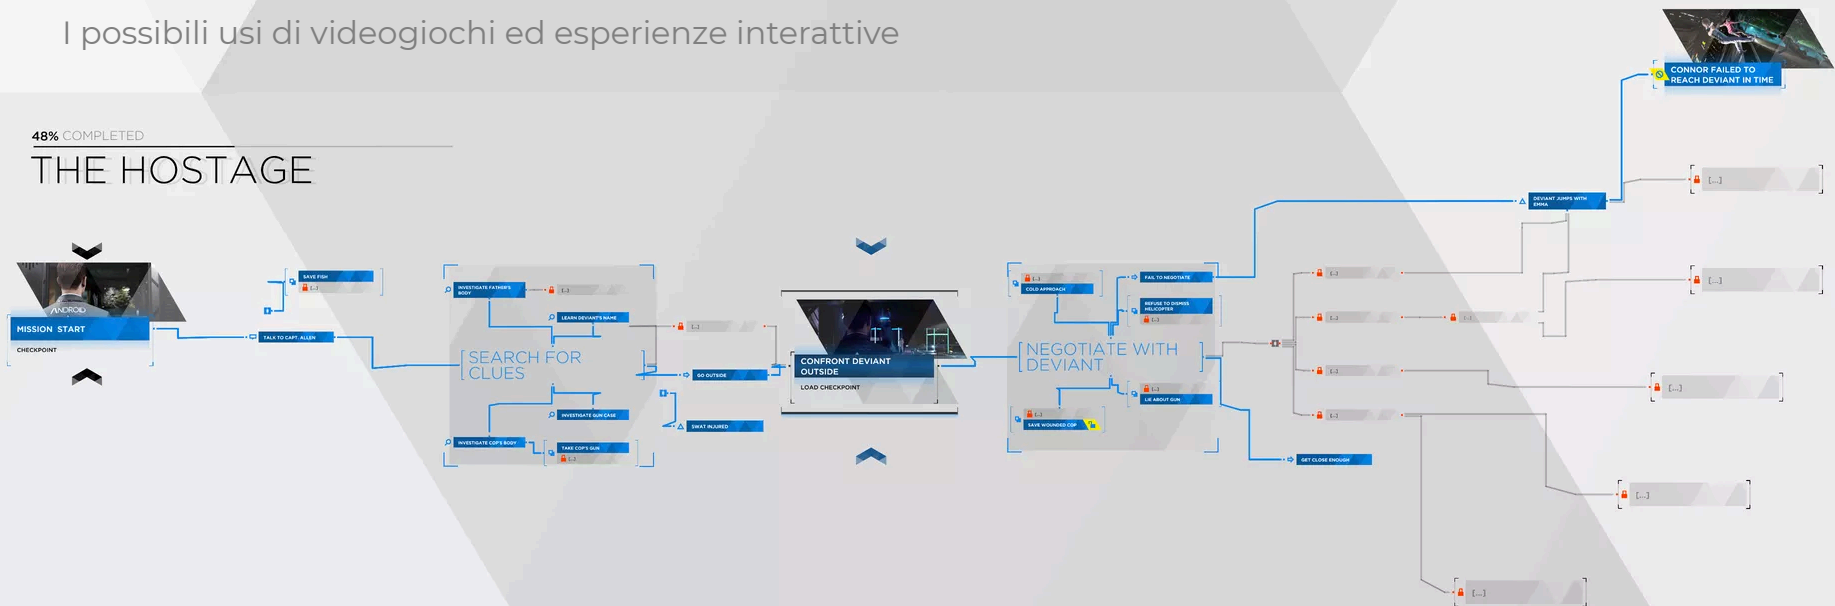 I possibili usi di videogiochi ed esperienze interattive
48% COMPLETED
THE HOSTAGE
ANDROID
MISSION START
CHECKPOINT
SAVE FISH
[...]
TALK TO CAPT. ALLEN
INVESTIGATE FATHER'S
BODY
[...]
LEARN DEVIANT'S NAME
SEARCH FOR
CLUES
INVESTIGATE GUN CASE
INVESTIGATE COP'S BODY
TAKE COP'S GUN
[...]
[...]
GO OUTSIDE
SWAT INJURED
CONFRONT DEVIANT
OUTSIDE
LOAD CHECKPOINT
[...]
COLD APPROACH
FAIL TO NEGOTIATE
REFUSE TO DISMISS
HELICOPTER
[...]
NEGOTIATE WITH
DEVIANT
[...]
LIE ABOUT GUN
[...]
SAVE WOUNDED COP
GET CLOSE ENOUGH
[...]
[...]
[...]
[...]
[...]
DEVIANT JUMPS WITH
EMMA
CONNOR FAILED TO
REACH DEVIANT IN TIME
[...]
[...]
[...]
[...]
[...]